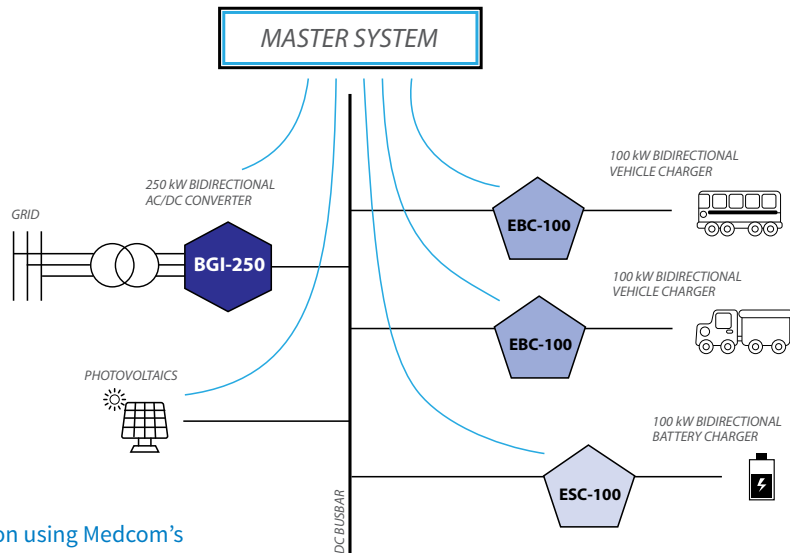 MASTER SYSTEM
250 kW BIDIRECTIONAL
AC/DC CONVERTER
100 kW BIDIRECTIONAL
VEHICLE CHARGER
GRID
BGI-250
EBC-100
100 kW BIDIRECTIONAL
VEHICLE CHARGER
EBC-100
PHOTOVOLTAICS
100 kW BIDIRECTIONAL
BATTERY CHARGER
ESC-100
DC BUSBAR
on using Medcom's